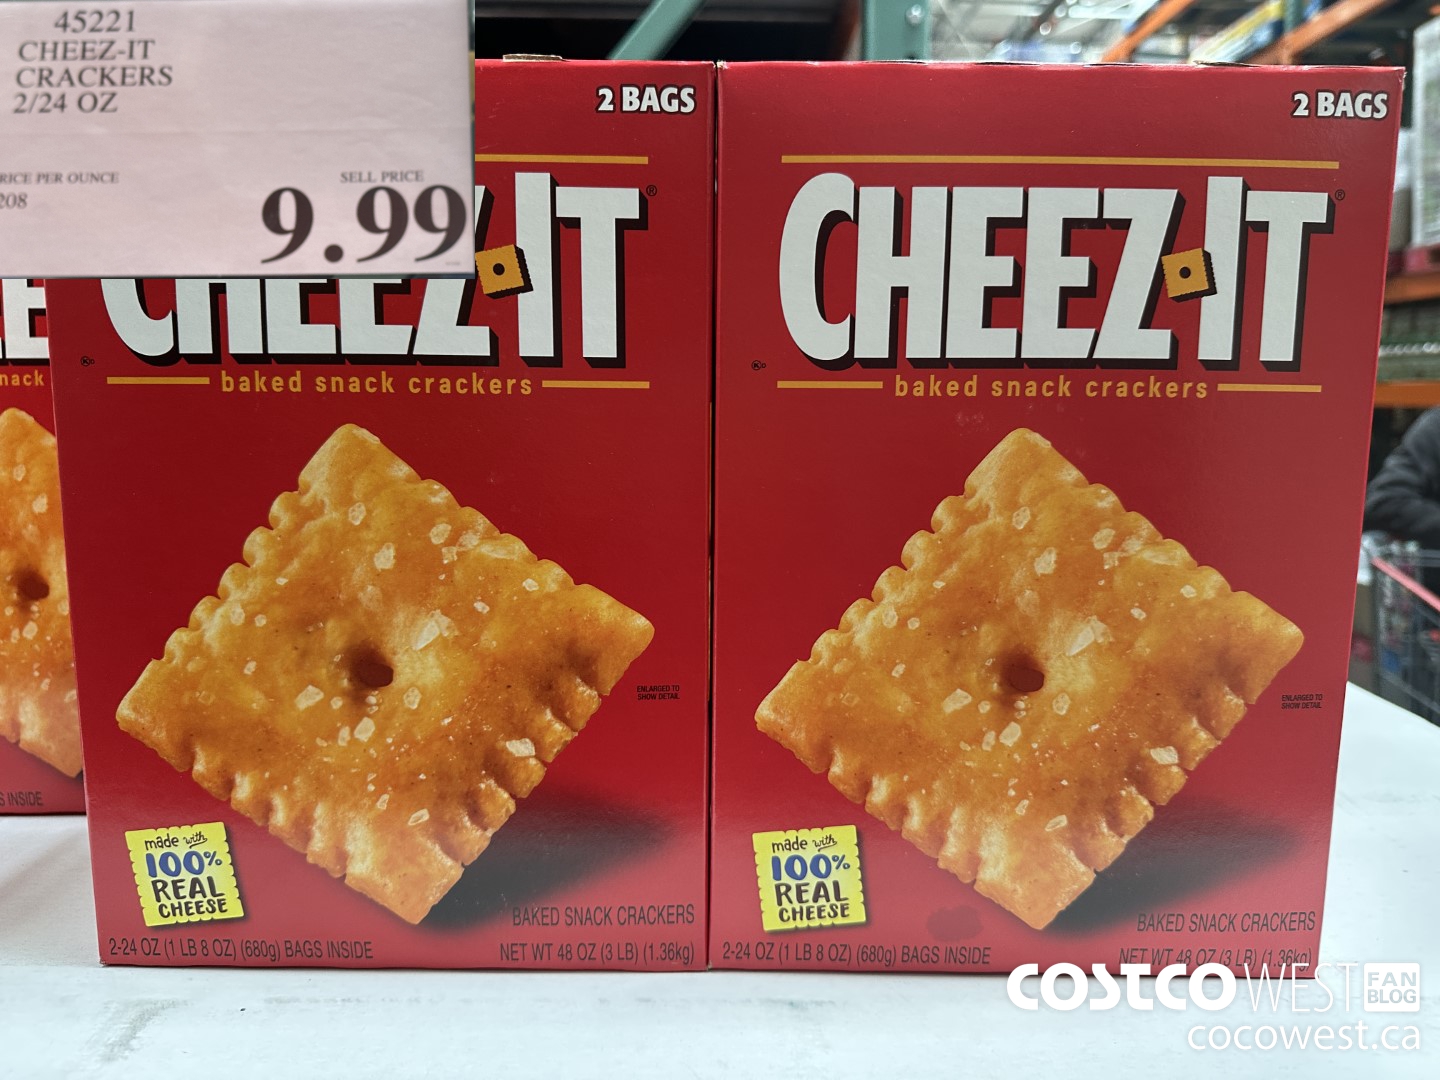 45221
CHEEZ-IT
CRACKERS
2/24 OZ
RICE PER OUNCE
208
SELL PRICE
9.99
2 BAGS
CHEEZ-IT®
baked snack crackers
ENLARGED TO
SHOW DETAIL
made with
100%
REAL
CHEESE
BAKED SNACK CRACKERS
2-24 OZ (1 LB 8 OZ) (680g) BAGS INSIDE
NET WT 48 OZ (3 LB) (1.36kg)
2 BAGS
CHEEZ-IT®
baked snack crackers
ENLARGED TO
SHOW DETAIL
made with
100%
REAL
CHEESE
BAKED SNACK CRACKERS
2-24 OZ (1 LB 8 OZ) (680g) BAGS INSIDE
NET WT 48 OZ (3 LB) (1.36kg)
nack
S INSIDE
COSTCO WEST FAN BLOG
cocowest.ca